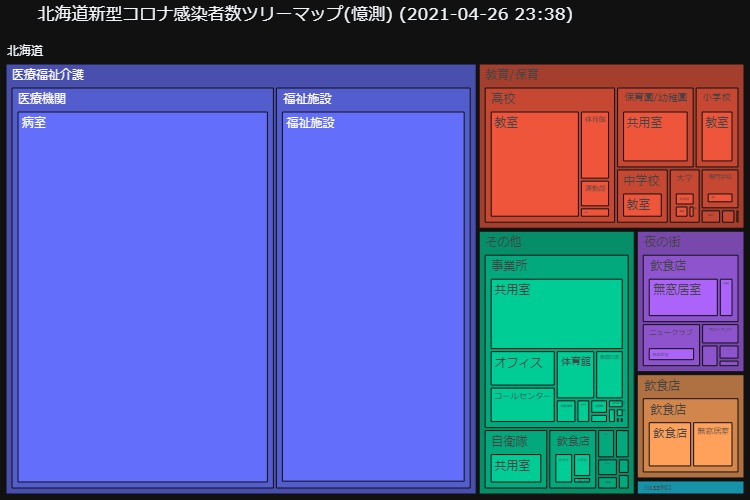 北海道新型コロナ感染者数ツリーマップ(憶測) (2021-04-26 23:38)
北海道
医療福祉介護
医療機関
病室
福祉施設
福祉施設
教育/保育
高校
教室
体育館
運動部
保育園/幼稚園
共用室
小学校
教室
中学校
教室
大学
専門学校
その他
事業所
共用室
オフィス
コールセンター
体育館
自衛隊
共用室
飲食店
夜の街
飲食店
無窓居室
ニュークラブ
飲食店
飲食店
飲食店
無窓居室